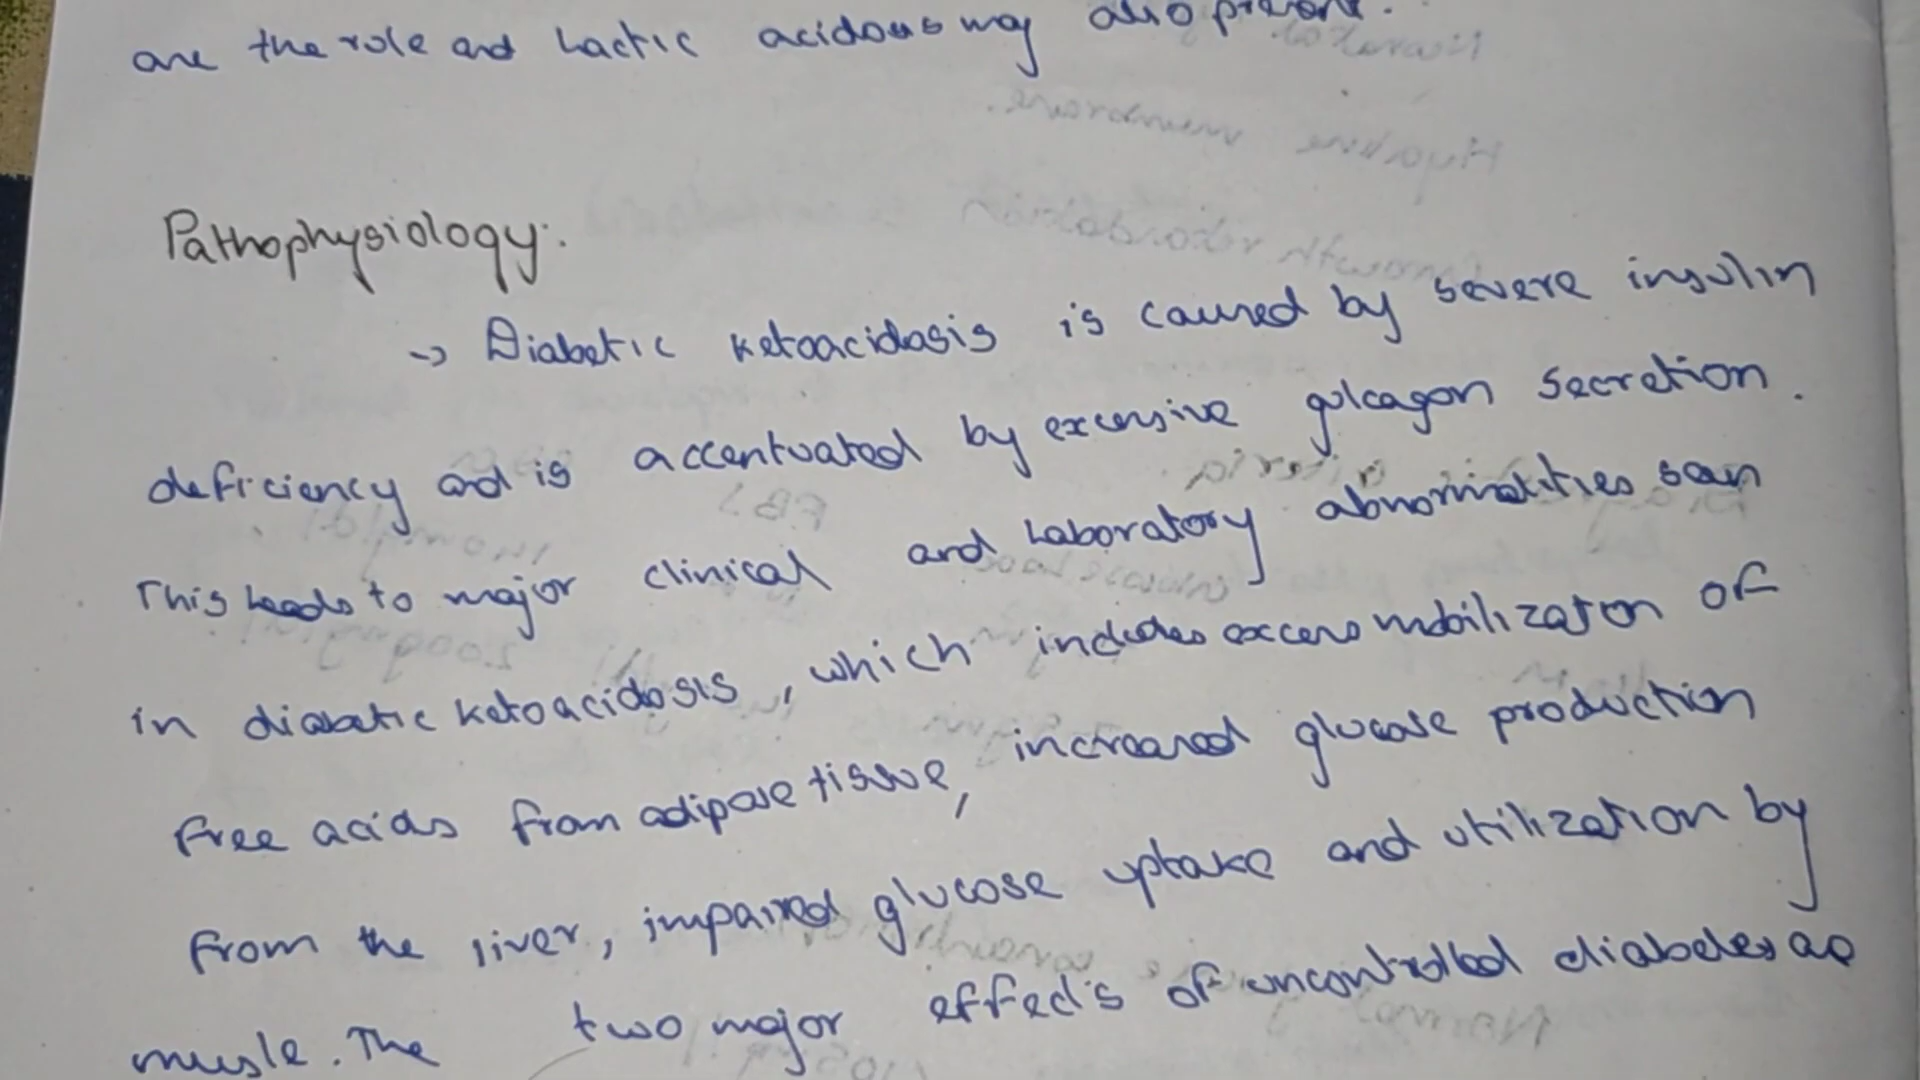 are the role and Lactic acidosis may also present.
Pathophysiology:
→ Diabetic ketoacidosis is caused by severe insulin
deficiency and is accentuated by excessive gulcagon secretion.
This leads to major clinical and Laboratory abnormalities seen
in diabetic ketoacidosis, which includes excess mobilization of
free acids from adipose tissue, increased glucose production
from the liver, impaired glucose uptake and utilization by
musle. The two major effects of uncontrolled diabetes are